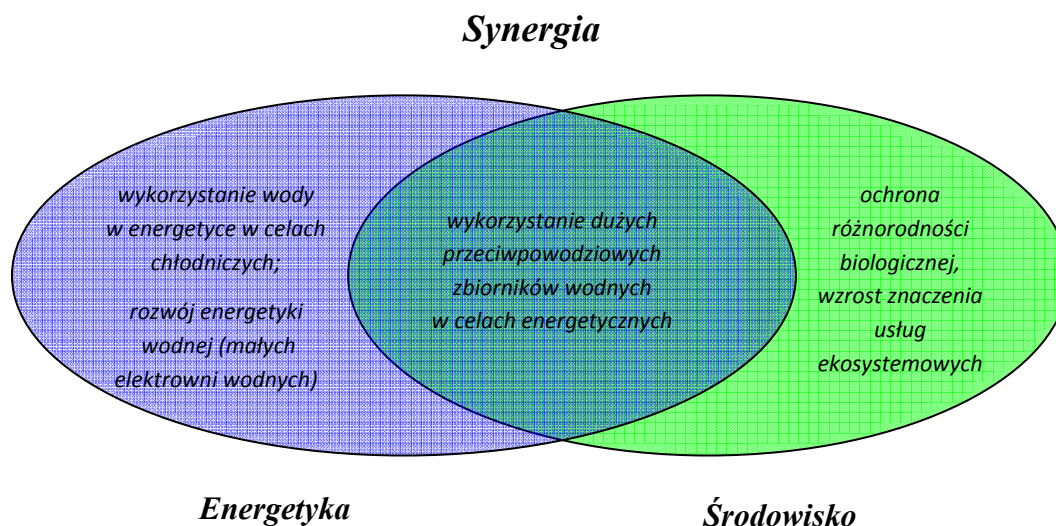 Synergia
wykorzystanie wody
w energetyce w celach
chłodniczych;
rozwój energetyki
wodnej (małych
elektrowni wodnych)
wykorzystanie dużych
przeciwpowodziowych
zbiorników wodnych
w celach energetycznych
ochrona
różnorodności
biologicznej,
wzrost znaczenia
usług
ekosystemowych
Energetyka
Środowisko